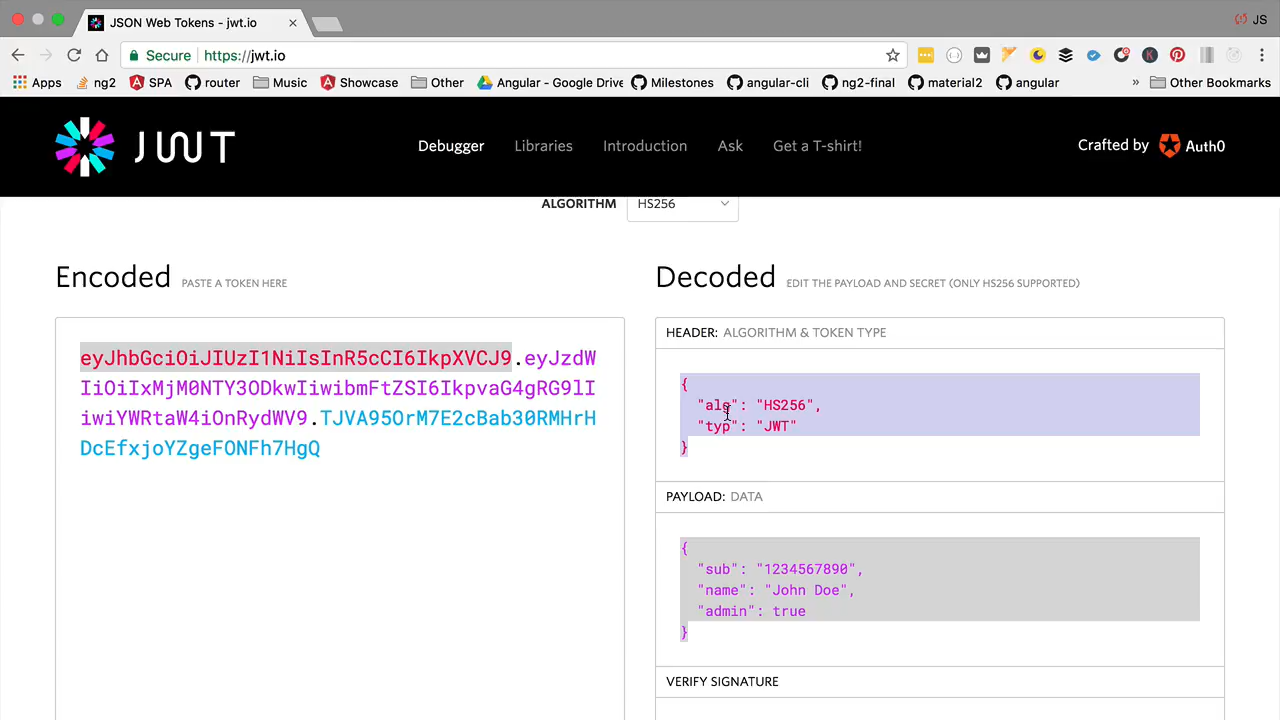 JSON Web Tokens - jwt.io
JS
Secure https://jwt.io
Apps ng2 SPA router Music Showcase Other Angular - Google Drive Milestones angular-cli ng2-final material2 angular » Other Bookmarks
JWT Debugger Libraries Introduction Ask Get a T-shirt! Crafted by Auth0
ALGORITHM HS256
Encoded PASTE A TOKEN HERE
eyJhbGciOiJIUzI1NiIsInR5cCI6IkpXVCJ9.eyJzdW
IiOiIxMjM0NTY3ODkwIiwibmFtZSI6IkpvaG4gRG9lI
iwiYWRtaW4iOnRydWV9.TJVA95OrM7E2cBab30RMHrH
DcEfxjoYZgeFONFh7HgQ
Decoded EDIT THE PAYLOAD AND SECRET (ONLY HS256 SUPPORTED)
HEADER: ALGORITHM & TOKEN TYPE
{
"alg": "HS256",
"typ": "JWT"
}
PAYLOAD: DATA
{
"sub": "1234567890",
"name": "John Doe",
"admin": true
}
VERIFY SIGNATURE